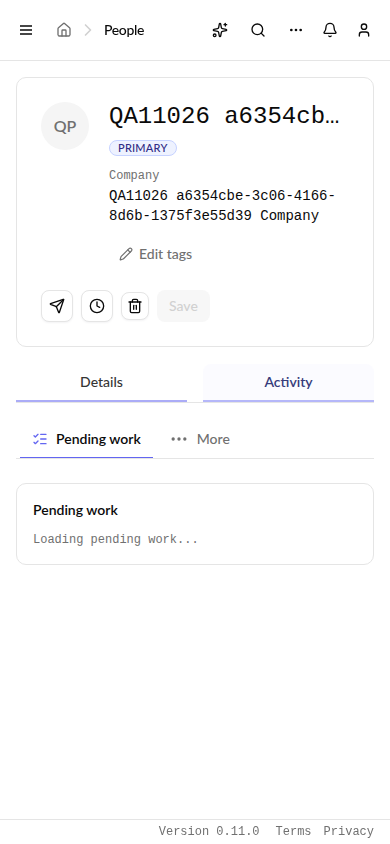 People
QP
QA11026 a6354cb…
PRIMARY
Company
QA11026 a6354cbe-3c06-4166-
8d6b-1375f3e55d39 Company
Edit tags
Save
Details
Activity
Pending work
More
Pending work
Loading pending work...
Version 0.11.0 Terms Privacy